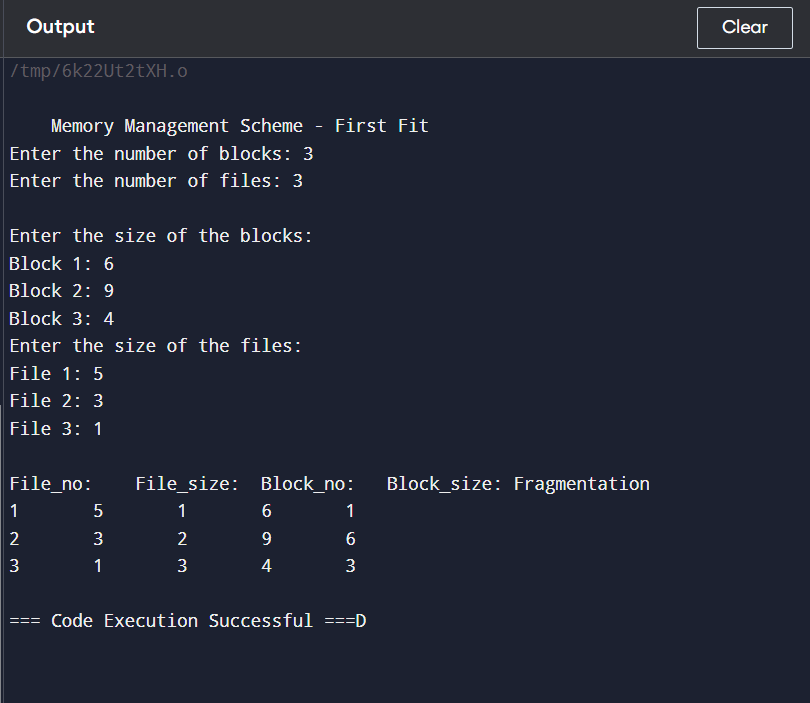 Output
Clear
/tmp/6k22Ut2tXH.o
Memory Management Scheme - First Fit
Enter the number of blocks: 3
Enter the number of files: 3
Enter the size of the blocks:
Block 1: 6
Block 2: 9
Block 3: 4
Enter the size of the files:
File 1: 5
File 2: 3
File 3: 1
File_no:    File_size:  Block_no:   Block_size: Fragmentation
1       5       1       6       1
2       3       2       9       6
3       1       3       4       3
=== Code Execution Successful ===D